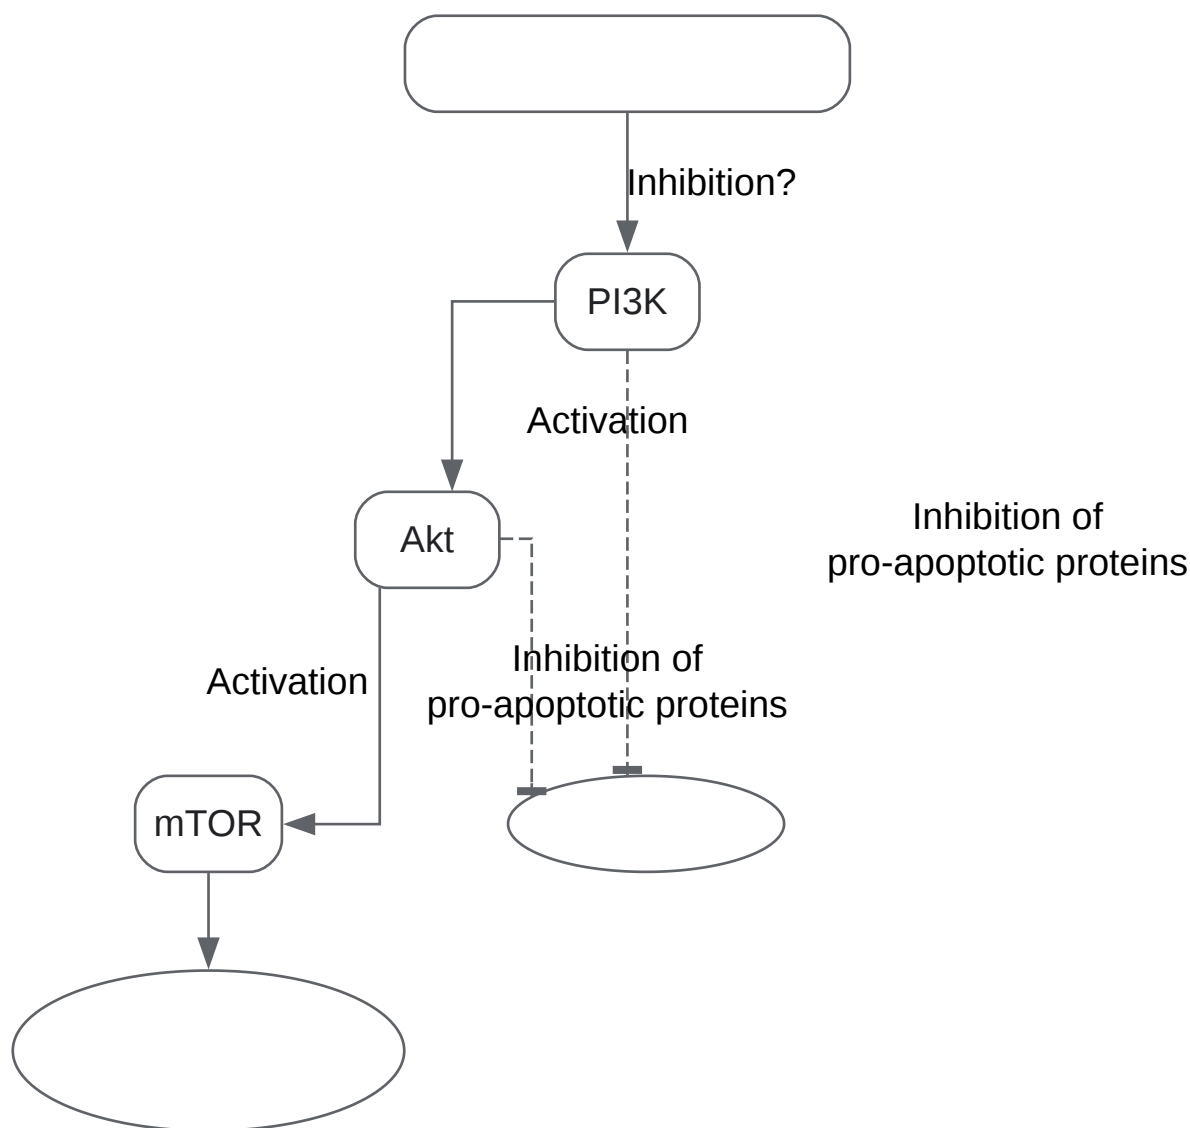 Inhibition?
PI3K
Activation
Akt
Inhibition of
pro-apoptotic proteins
Activation
Inhibition of
pro-apoptotic proteins
mTOR